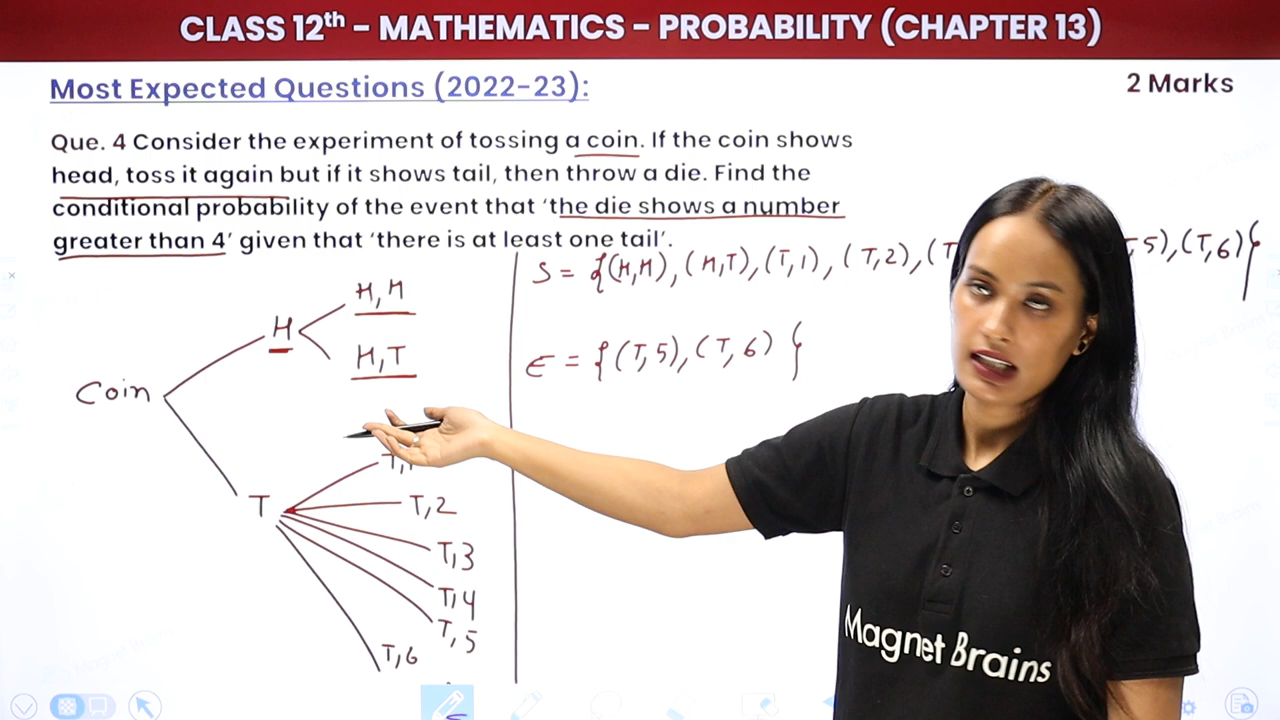 CLASS 12th – MATHEMATICS – PROBABILITY (CHAPTER 13)
Most Expected Questions (2022-23):
2 Marks
Que. 4 Consider the experiment of tossing a coin. If the coin shows
head, toss it again but if it shows tail, then throw a die. Find the
conditional probability of the event that ‘the die shows a number
greater than 4’ given that ‘there is at least one tail’.
S = {(H,H), (H,T), (T,1), (T,2), (T ,5), (T,6)}
E = {(T,5), (T,6)}
Coin
H
H,H
H,T
T
T,2
T,3
T,4
T,5
T,6
Magnet Brains